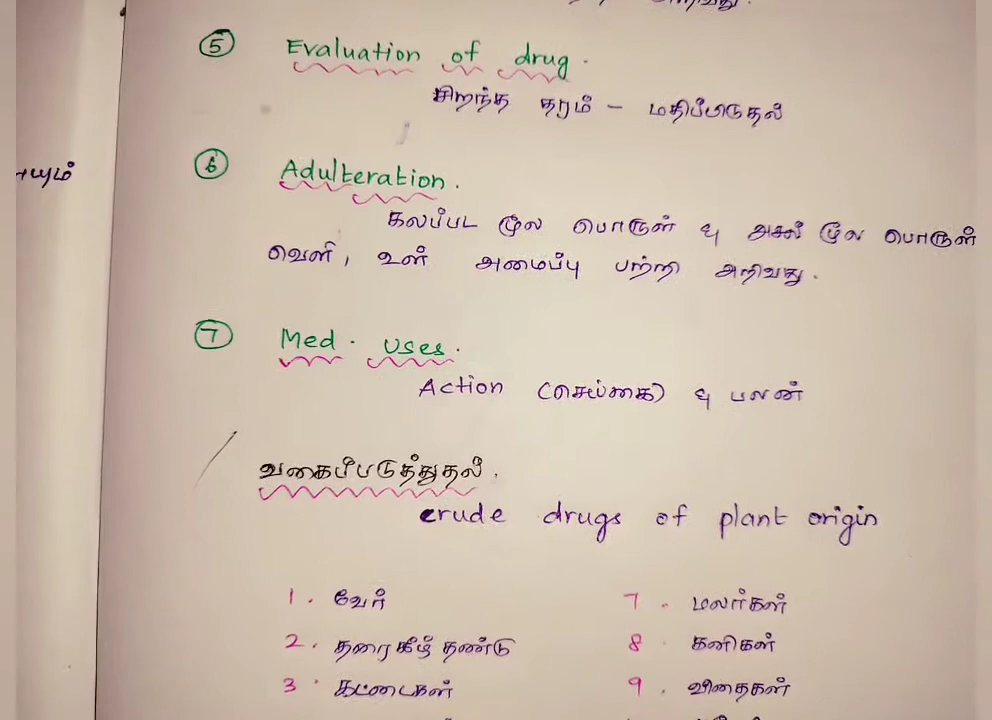 யும்
5 Evaluation of drug.
சிறந்த தரம் - மதிப்பிடுதல்
6 Adulteration.
கலப்பட மூல பொருள் & அசல் மூல பொருள்
வெளி, உள் அமைப்பு பற்றி அறிவது.
7 Med. uses.
Action (செய்கை) & பலன்
வகைப்படுத்துதல்.
crude drugs of plant origin
1. வேர் 7. மலர்கள்
2. தரைகீழ் தண்டு 8. கனிகள்
3. கட்டைகள் 9. விதைகள்